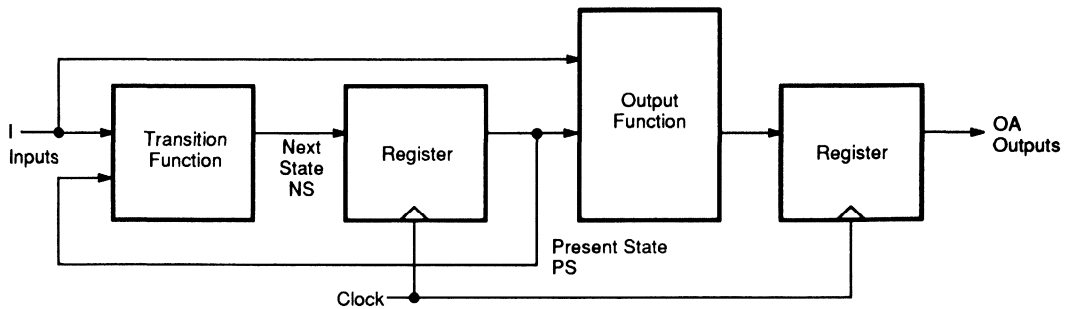 I
Inputs
Transition
Function
Next
State
NS
Register
Output
Function
Register
OA
Outputs
Present State
PS
Clock